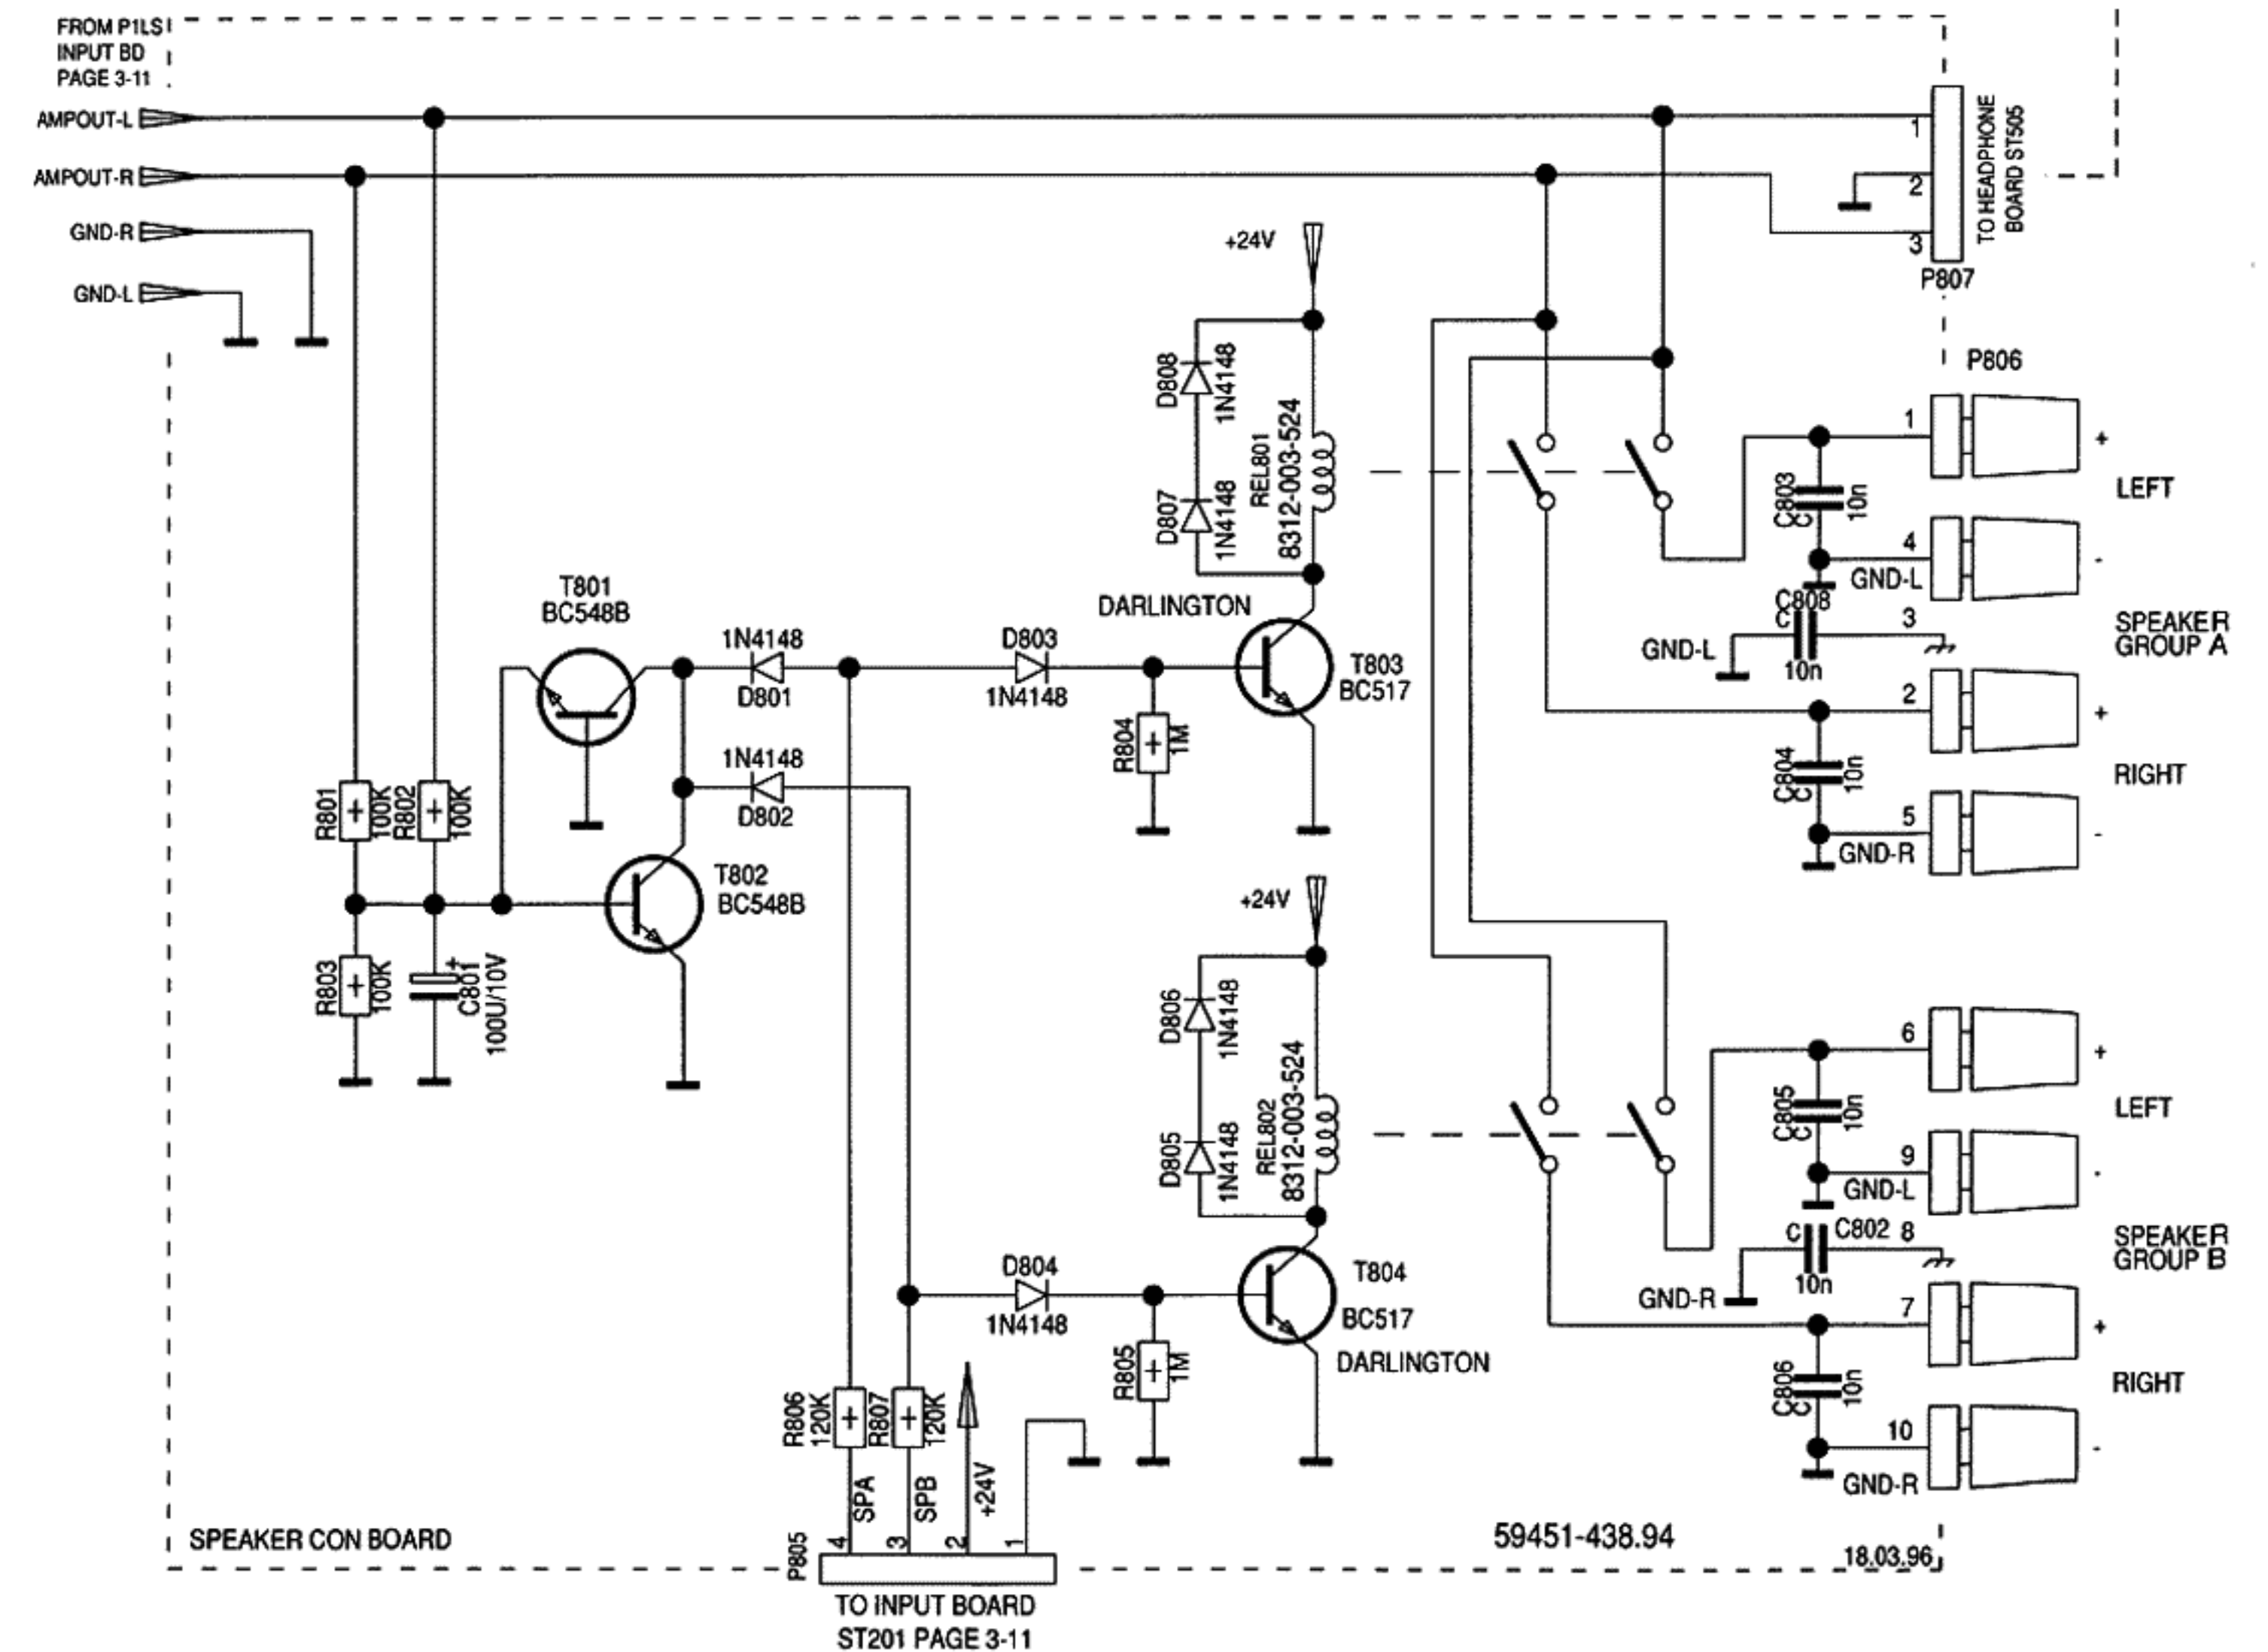 FROM P1LS
INPUT BD
PAGE 3-11
AMPOUT-L
AMPOUT-R
GND-R
GND-L
1
2
3
TO HEADPHONE
BOARD ST505
P807
+24V
D808
1N4148
D807
1N4148
REL801
8312-003-524
DARLINGTON
T803
BC517
T801
BC548B
1N4148
D801
D803
1N4148
1N4148
D802
R804
1M
R801
100K
R802
100K
T802
BC548B
R803
100K
+
C801
100U/10V
P806
1
+
C803
C
10n
LEFT
4
-
GND-L
C808
C
10n
GND-L
3
SPEAKER
GROUP A
2
+
C804
C
10n
RIGHT
5
-
GND-R
+24V
D806
1N4148
D805
1N4148
REL802
8312-003-524
D804
1N4148
T804
BC517
DARLINGTON
R805
1M
6
+
C805
C
10n
LEFT
9
-
GND-L
C
C802
8
10n
GND-R
SPEAKER
GROUP B
7
+
C806
C
10n
RIGHT
10
-
GND-R
R806
120K
R807
120K
SPA
SPB
+24V
4
3
2
1
P805
SPEAKER CON BOARD
59451-438.94
18.03.96
TO INPUT BOARD
ST201 PAGE 3-11